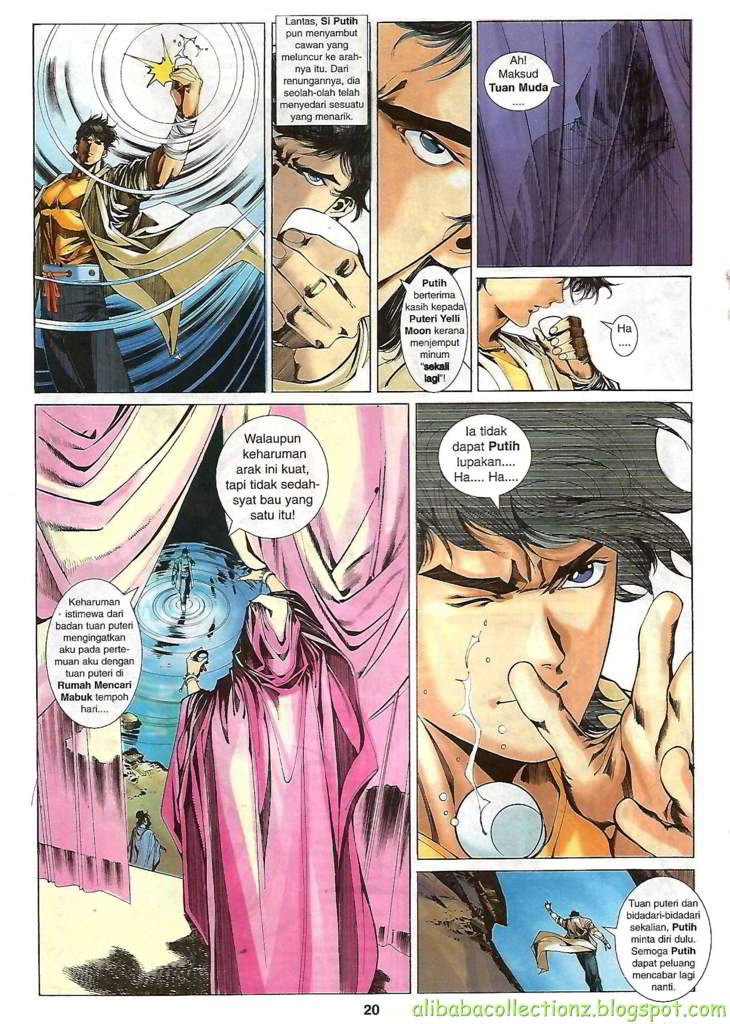 Lantas, Si Putih
pun menyambut
cawan yang
meluncur ke arah-
nya itu. Dari
renungannya, dia
seolah-olah telah
menyedari sesuatu
yang menarik.
Putih
berterima
kasih kepada
Puteri Yelli
Moon kerana
menjemput
minum
"sekali
lagi"!
Ah!
Maksud
Tuan Muda
....
Ha
....
Walaupun
keharuman
arak ini kuat,
tapi tidak sedah-
syat bau yang
satu itu!
Keharuman
istimewa dari
badan tuan puteri
mengingatkan
aku pada perte-
muan aku dengan
tuan puteri di
Rumah Mencari
Mabuk tempoh
hari....
Ia tidak
dapat Putih
lupakan....
Ha.... Ha....
Tuan puteri dan
bidadari-bidadari
sekalian, Putih
minta diri dulu.
Semoga Putih
dapat peluang
mencabar lagi
nanti.
20
alibabacollectionz.blogspot.com